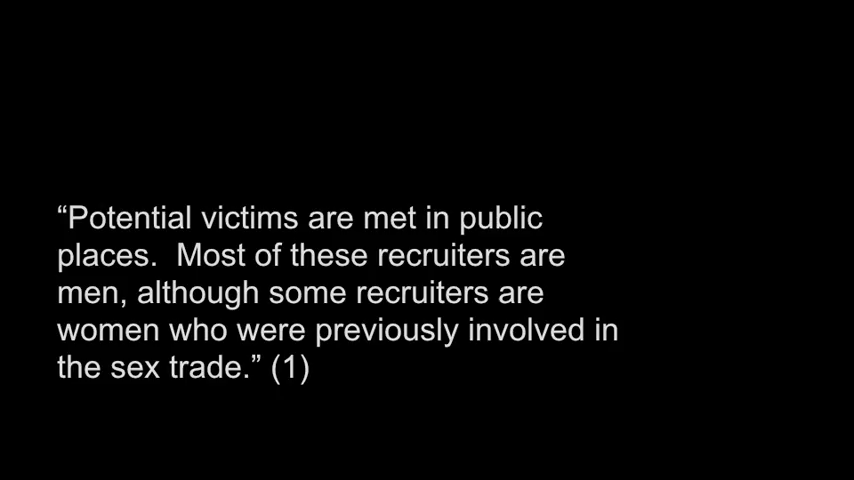 “Potential victims are met in public
places.  Most of these recruiters are
men, although some recruiters are
women who were previously involved in
the sex trade.” (1)